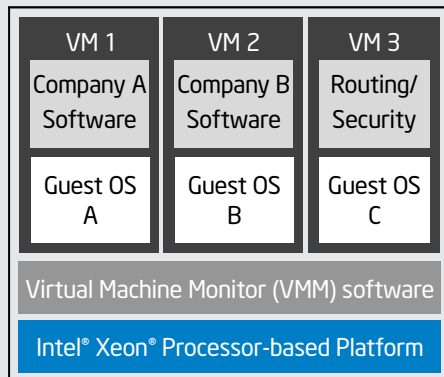 VM 1
Company A
Software
Guest OS
A
VM 2
Company B
Software
Guest OS
B
VM 3
Routing/
Security
Guest OS
C
Virtual Machine Monitor (VMM) software
Intel® Xeon® Processor-based Platform